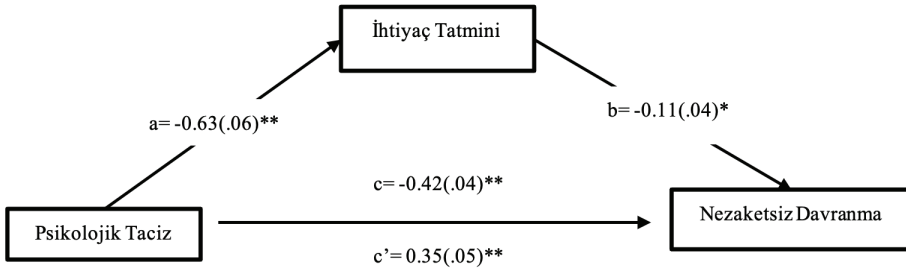 İhtiyaç Tatmini
a= -0.63(.06)**
b= -0.11(.04)*
c= -0.42(.04)**
Psikolojik Taciz
Nezaketsiz Davranma
c’= 0.35(.05)**